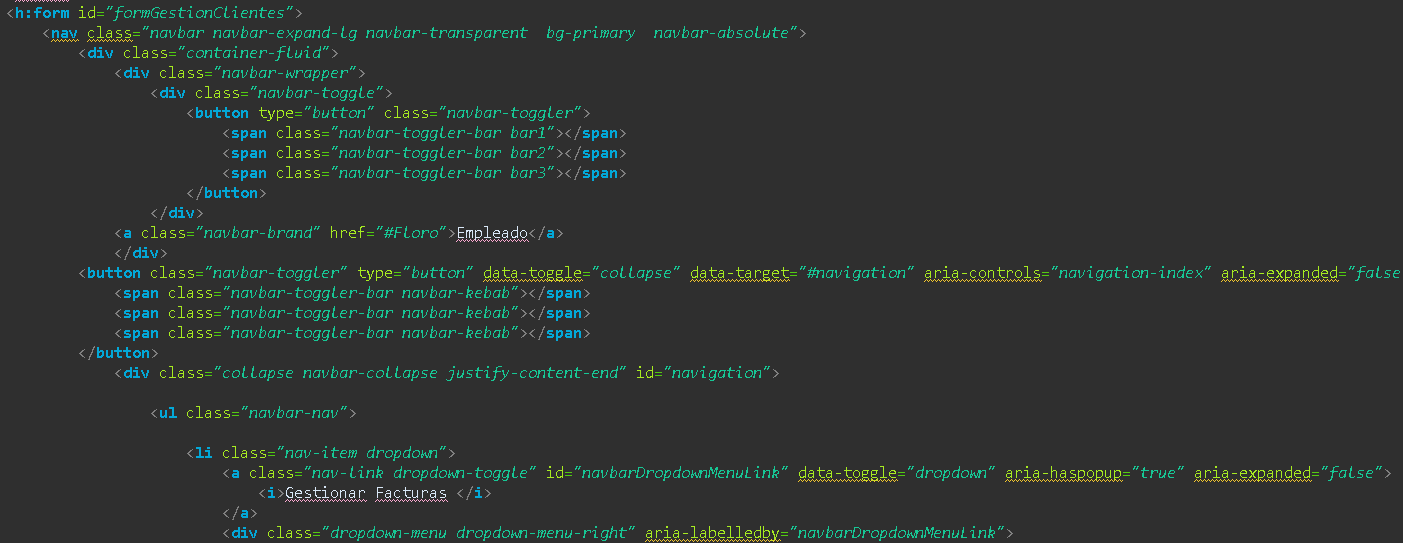 <h:form id="formGestionClientes">
<nav class="navbar navbar-expand-lg navbar-transparent  bg-primary  navbar-absolute">
<div class="container-fluid">
<div class="navbar-wrapper">
<div class="navbar-toggle">
<button type="button" class="navbar-toggler">
<span class="navbar-toggler-bar bar1"></span>
<span class="navbar-toggler-bar bar2"></span>
<span class="navbar-toggler-bar bar3"></span>
</button>
</div>
<a class="navbar-brand" href="#Floro">Empleado</a>
</div>
<button class="navbar-toggler" type="button" data-toggle="collapse" data-target="#navigation" aria-controls="navigation-index" aria-expanded="false
<span class="navbar-toggler-bar navbar-kebab"></span>
<span class="navbar-toggler-bar navbar-kebab"></span>
<span class="navbar-toggler-bar navbar-kebab"></span>
</button>
<div class="collapse navbar-collapse justify-content-end" id="navigation">
<ul class="navbar-nav">
<li class="nav-item dropdown">
<a class="nav-link dropdown-toggle" id="navbarDropdownMenuLink" data-toggle="dropdown" aria-haspopup="true" aria-expanded="false">
<i>Gestionar Facturas </i>
</a>
<div class="dropdown-menu dropdown-menu-right" aria-labelledby="navbarDropdownMenuLink">